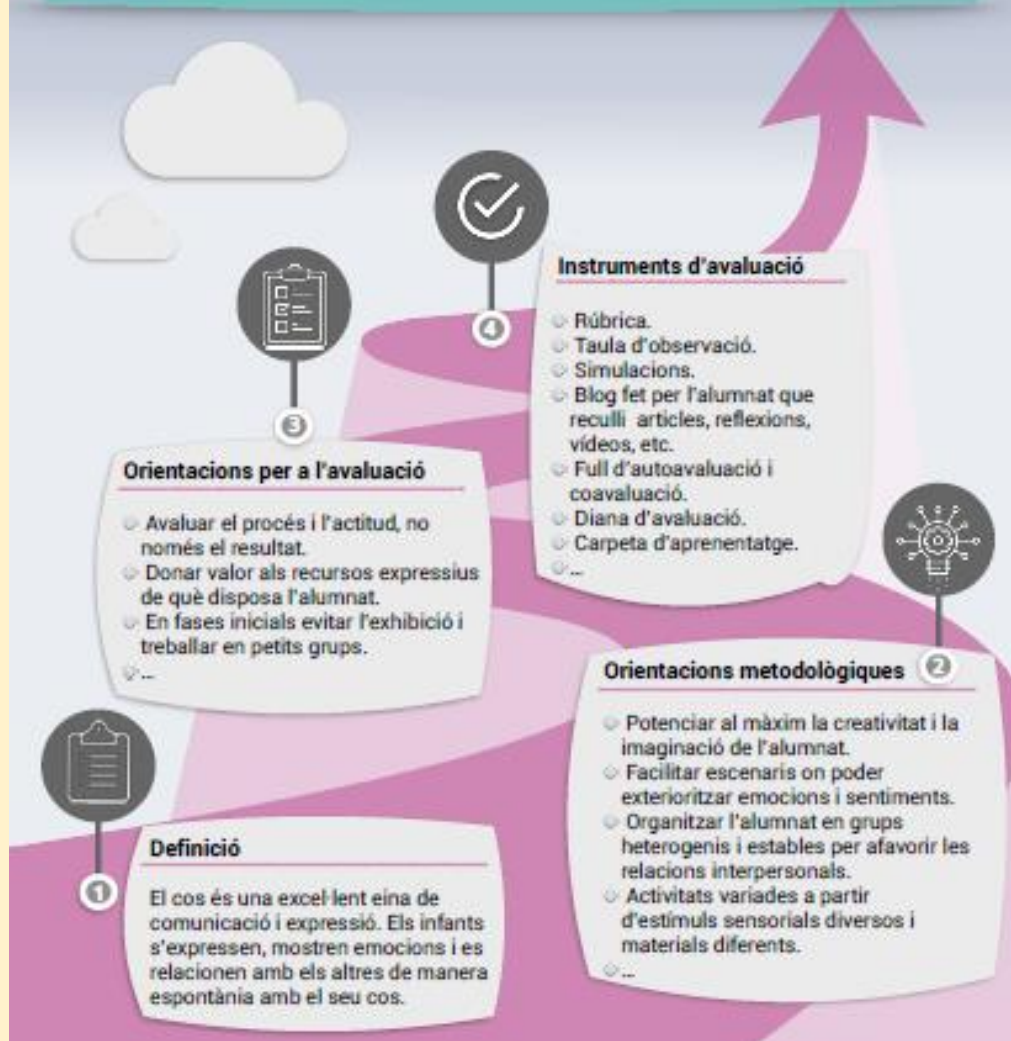 4
Instruments d'avaluació
Rúbrica.
Taula d'observació.
Simulacions.
Blog fet per l'alumnat que
reculli articles, reflexions,
vídeos, etc.
Full d'autoavaluació i
coavaluació.
Diana d'avaluació.
Carpeta d'aprenentatge.
...
3
Orientacions per a l'avaluació
Avaluar el procés i l'actitud, no
només el resultat.
Donar valor als recursos expressius
de què disposa l'alumnat.
En fases inicials evitar l'exhibició i
treballar en petits grups.
...
Orientacions metodològiques 2
Potenciar al màxim la creativitat i la
imaginació de l'alumnat.
Facilitar escenaris on poder
exterioritzar emocions i sentiments.
Organitzar l'alumnat en grups
heterogenis i estables per afavorir les
relacions interpersonals.
Activitats variades a partir
d'estímuls sensorials diversos i
materials diferents.
...
1
Definició
El cos és una excel·lent eina de
comunicació i expressió. Els infants
s'expressen, mostren emocions i es
relacionen amb els altres de manera
espontània amb el seu cos.